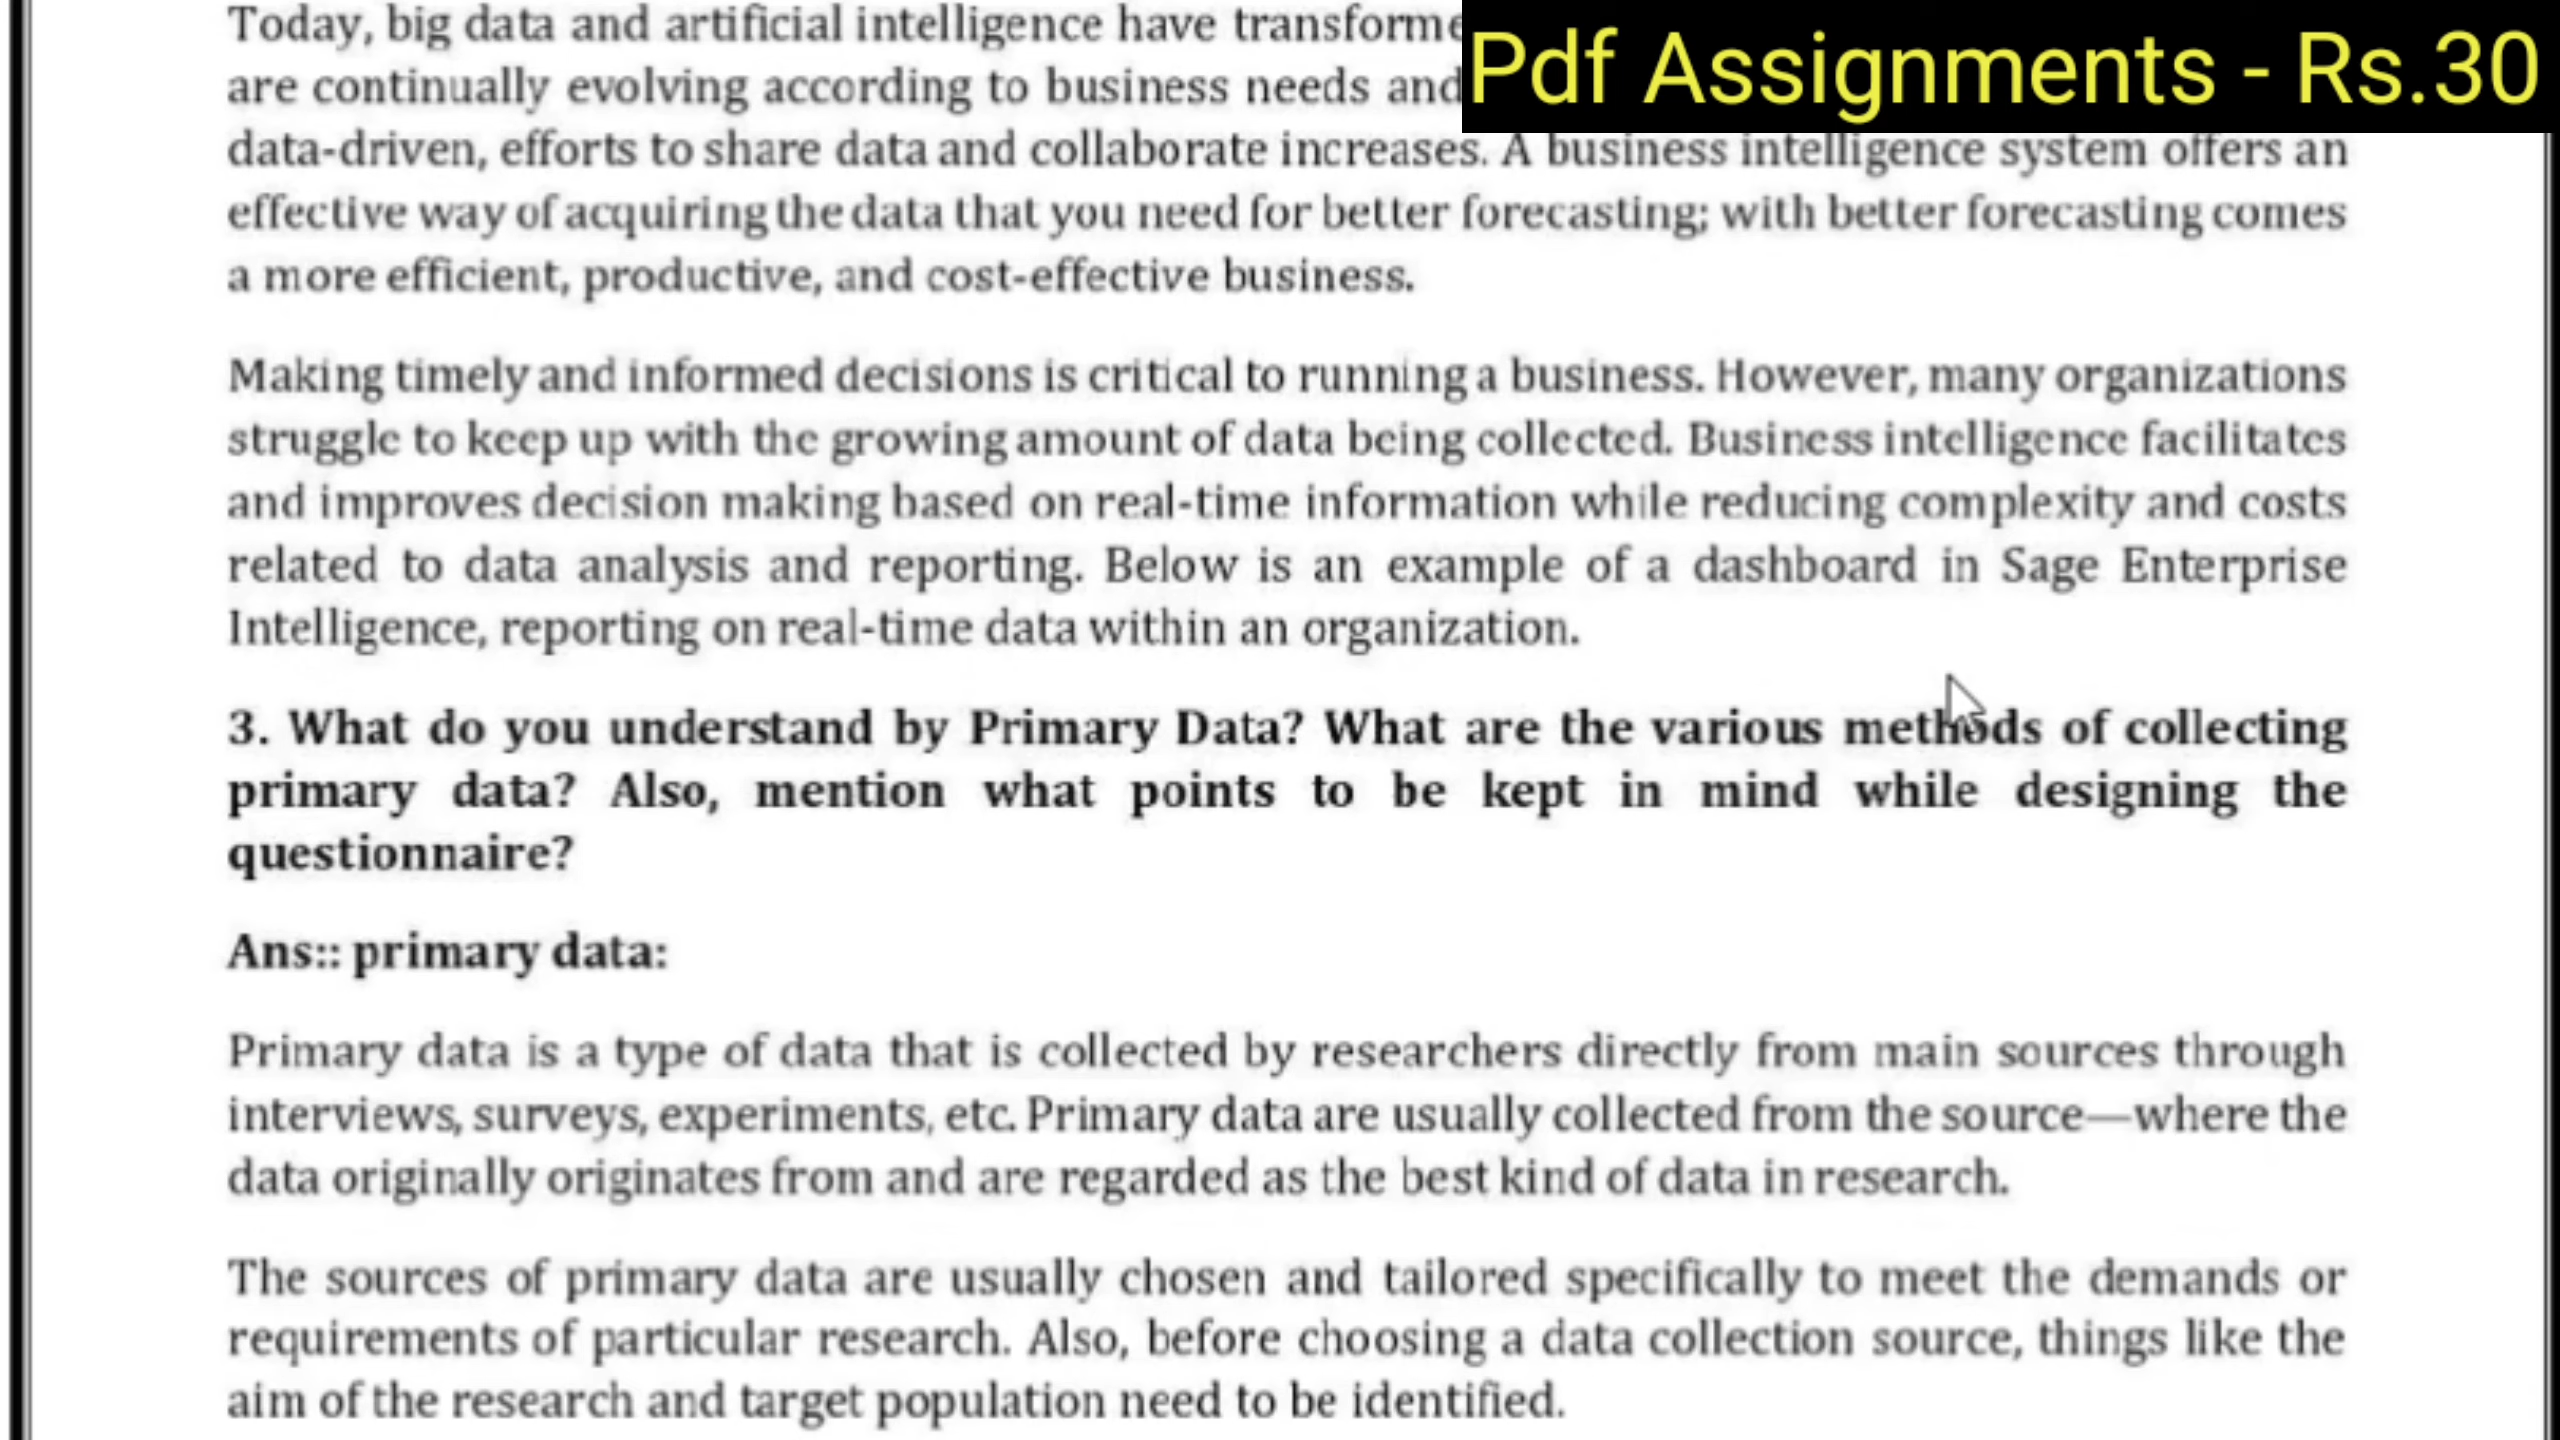 Today, big data and artificial intelligence have transforme
Pdf Assignments - Rs.30
are continually evolving according to business needs and
data-driven, efforts to share data and collaborate increases. A business intelligence system offers an
effective way of acquiring the data that you need for better forecasting; with better forecasting comes
a more efficient, productive, and cost-effective business.
Making timely and informed decisions is critical to running a business. However, many organizations
struggle to keep up with the growing amount of data being collected. Business intelligence facilitates
and improves decision making based on real-time information while reducing complexity and costs
related to data analysis and reporting. Below is an example of a dashboard in Sage Enterprise
Intelligence, reporting on real-time data within an organization.
3. What do you understand by Primary Data? What are the various methods of collecting
primary data? Also, mention what points to be kept in mind while designing the
questionnaire?
Ans:: primary data:
Primary data is a type of data that is collected by researchers directly from main sources through
interviews, surveys, experiments, etc. Primary data are usually collected from the source—where the
data originally originates from and are regarded as the best kind of data in research.
The sources of primary data are usually chosen and tailored specifically to meet the demands or
requirements of particular research. Also, before choosing a data collection source, things like the
aim of the research and target population need to be identified.